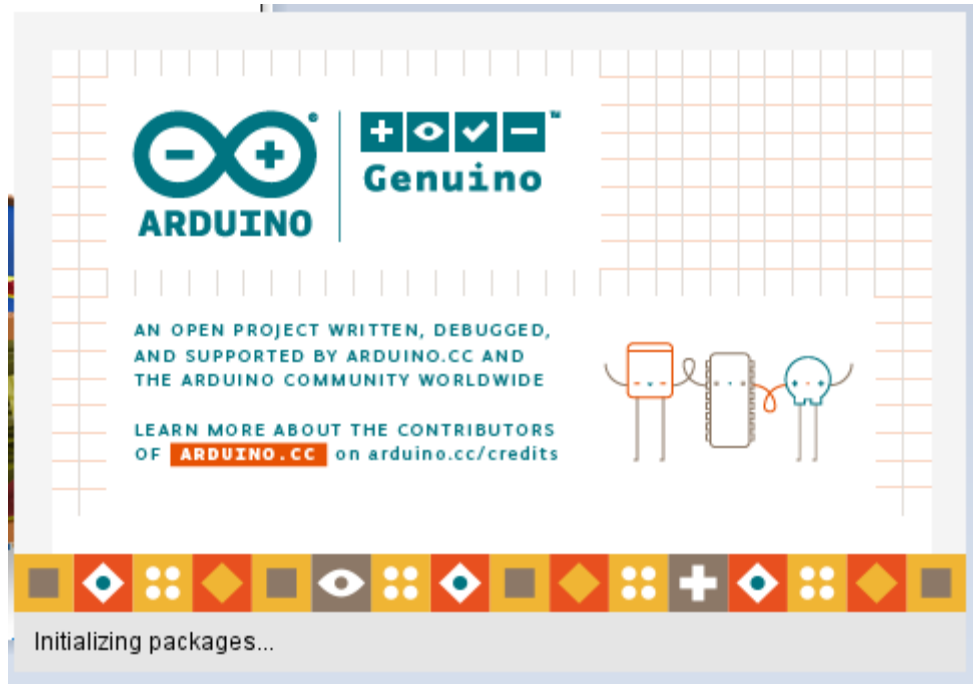 ARDUINO
Genuino
AN OPEN PROJECT WRITTEN, DEBUGGED,
AND SUPPORTED BY ARDUINO.CC AND
THE ARDUINO COMMUNITY WORLDWIDE
LEARN MORE ABOUT THE CONTRIBUTORS
OF ARDUINO.CC on arduino.cc/credits
Initializing packages...